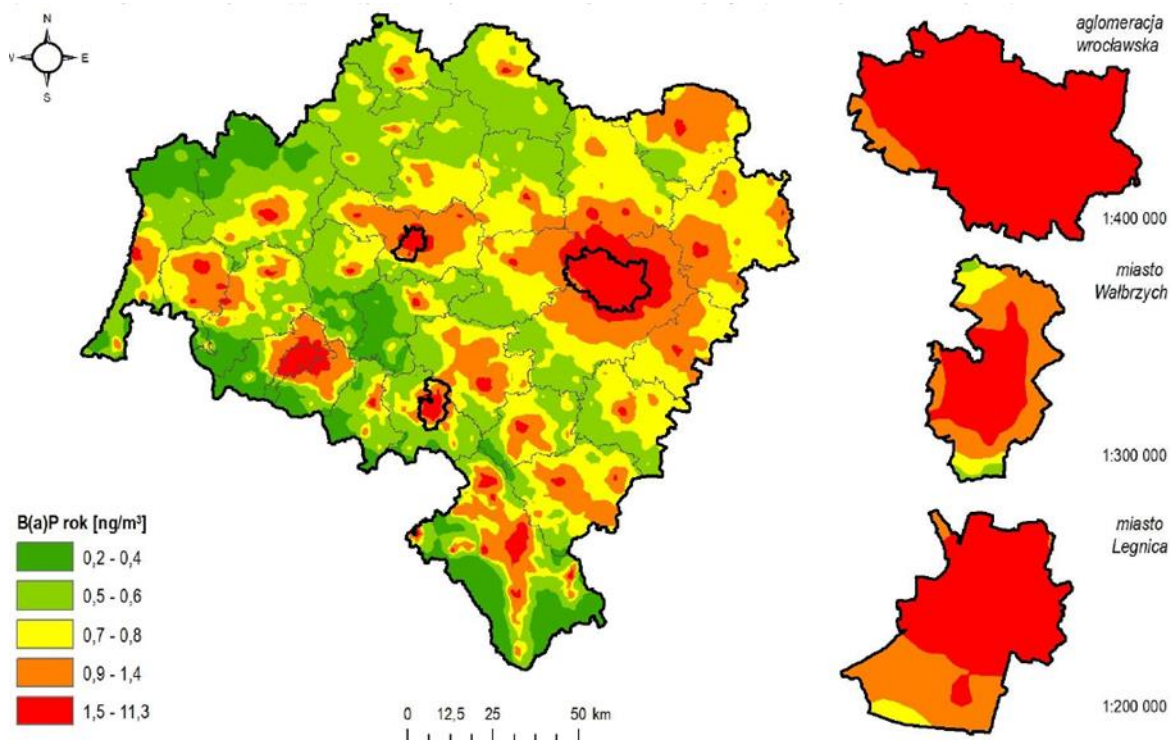 N
E
S
aglomeracja
wrocławska
1:400 000
miasto
Wałbrzych
1:300 000
miasto
Legnica
1:200 000
B(a)P rok [ng/m³]
0,2 - 0,4
0,5 - 0,6
0,7 - 0,8
0,9 - 1,4
1,5 - 11,3
0 12,5 25 50 km